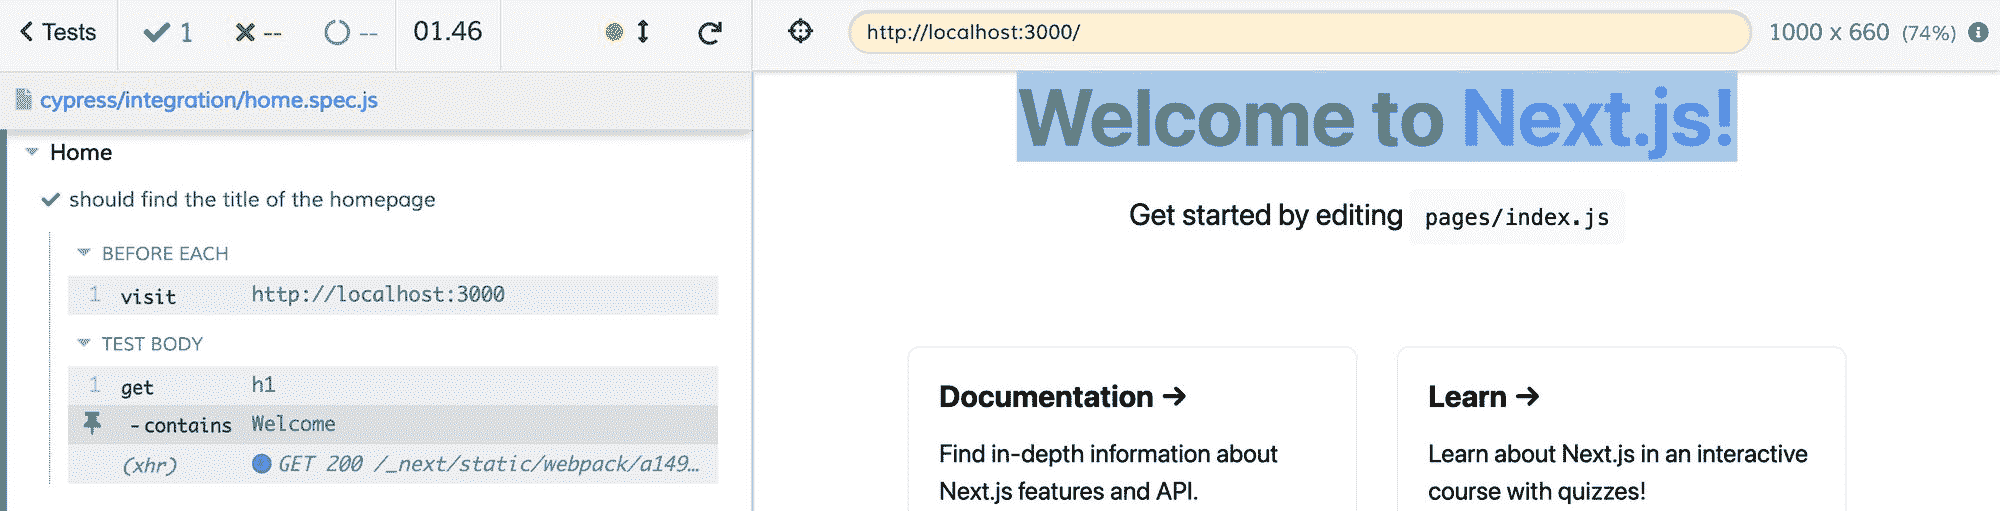 Tests 1 -- -- 01.46
http://localhost:3000/ 1000 x 660 (74%)
cypress/integration/home.spec.js
Home
should find the title of the homepage
BEFORE EACH
1 visit http://localhost:3000
TEST BODY
1 get h1
-contains Welcome
(xhr) GET 200 /_next/static/webpack/a149…
Welcome to Next.js!
Get started by editing pages/index.js
Documentation →
Find in-depth information about
Next.js features and API.
Learn →
Learn about Next.js in an interactive
course with quizzes!